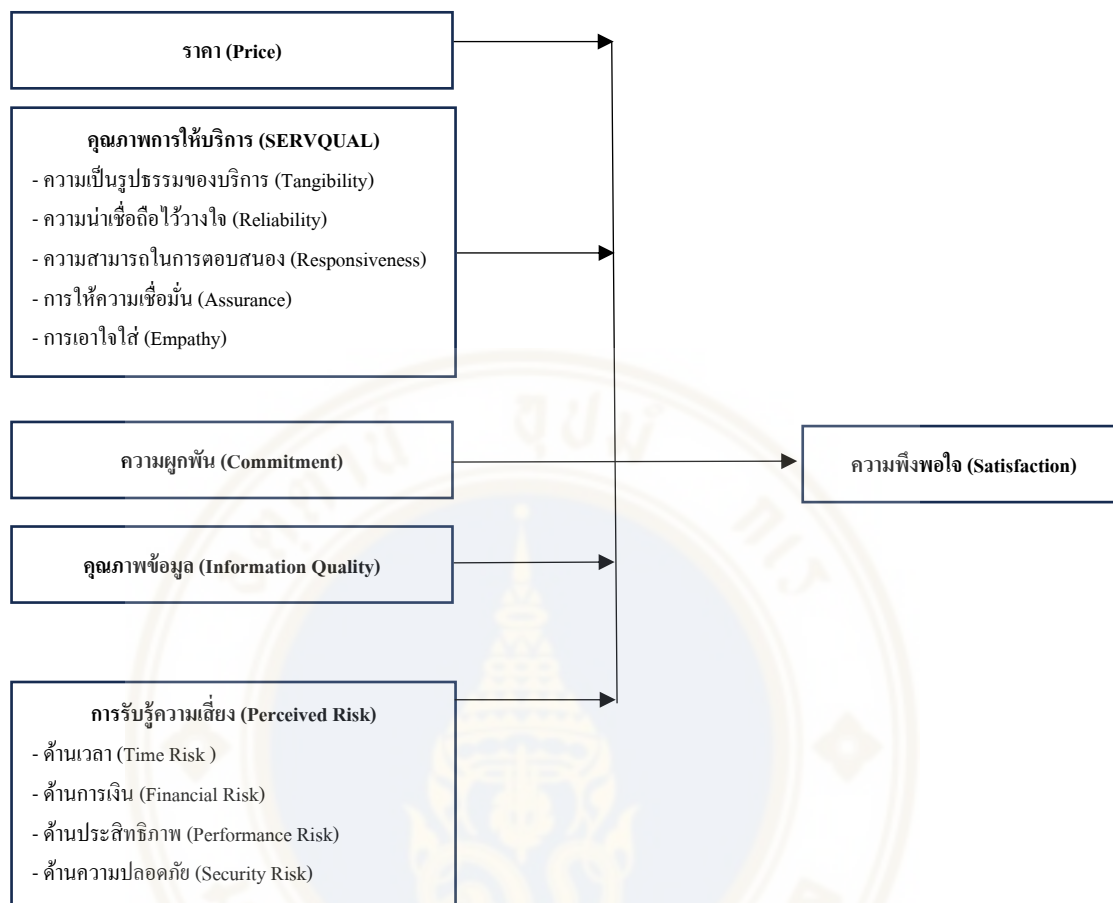 ราคา (Price)
คุณภาพการให้บริการ (SERVQUAL)
- ความเป็นรูปธรรมของบริการ (Tangibility)
- ความน่าเชื่อถือไว้วางใจ (Reliability)
- ความสามารถในการตอบสนอง (Responsiveness)
- การให้ความเชื่อมั่น (Assurance)
- การเอาใจใส่ (Empathy)
ความผูกพัน (Commitment)
ความพึงพอใจ (Satisfaction)
คุณภาพข้อมูล (Information Quality)
การรับรู้ความเสี่ยง (Perceived Risk)
- ด้านเวลา (Time Risk )
- ด้านการเงิน (Financial Risk)
- ด้านประสิทธิภาพ (Performance Risk)
- ด้านความปลอดภัย (Security Risk)